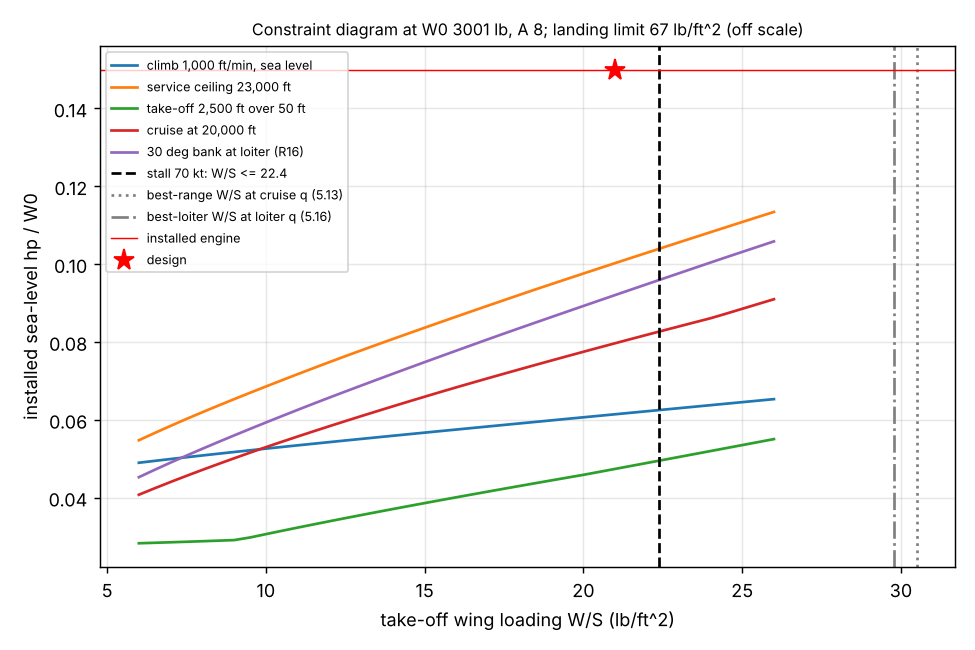 Constraint diagram at W0 3001 lb, A 8; landing limit 67 lb/ft^2 (off scale)
climb 1,000 ft/min, sea level
service ceiling 23,000 ft
take-off 2,500 ft over 50 ft
cruise at 20,000 ft
30 deg bank at loiter (R16)
stall 70 kt: W/S <= 22.4
best-range W/S at cruise q (5.13)
best-loiter W/S at loiter q (5.16)
installed engine
design
installed sea-level hp / W0
0.14
0.12
0.10
0.08
0.06
0.04
5 10 15 20 25 30
take-off wing loading W/S (lb/ft^2)